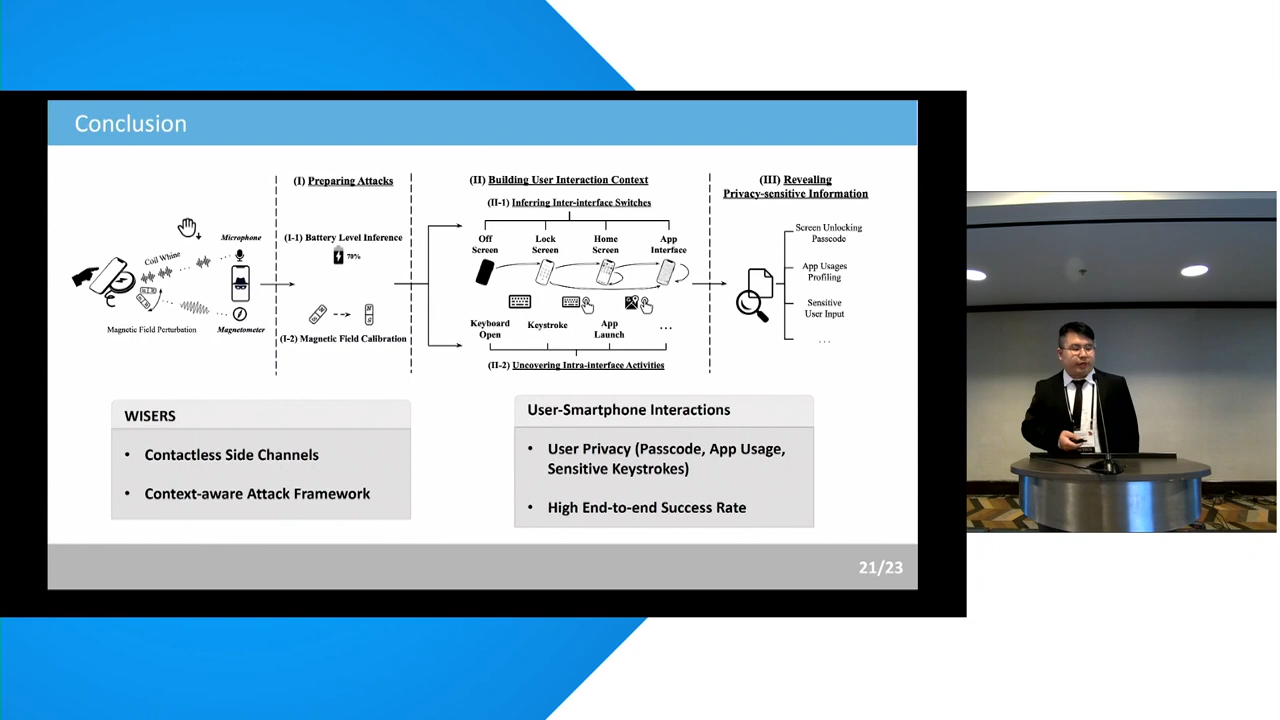 Conclusion
(I) Preparing Attacks
(II) Building User Interaction Context
(III) Revealing
Privacy-sensitive Information
(II-1) Inferring Inter-interface Switches
Coil Whine
Microphone
Magnetic Field Perturbation
Magnetometer
(I-1) Battery Level Inference
70%
(I-2) Magnetic Field Calibration
Off
Screen
Lock
Screen
Home
Screen
App
Interface
Keyboard
Open
Keystroke
App
Launch
...
(II-2) Uncovering Intra-interface Activities
Screen Unlocking
Passcode
App Usages
Profiling
Sensitive
User Input
...
WISERS
• Contactless Side Channels
• Context-aware Attack Framework
User-Smartphone Interactions
• User Privacy (Passcode, App Usage,
Sensitive Keystrokes)
• High End-to-end Success Rate
21/23